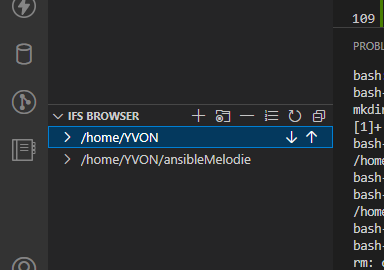 109
PROBL
IFS BROWSER
/home/YVON
/home/YVON/ansibleMelodie
bash
bash-
mkdir
[1]+
bash-
/home
bash-
bash-
/home
bash-
bash-
rm: c